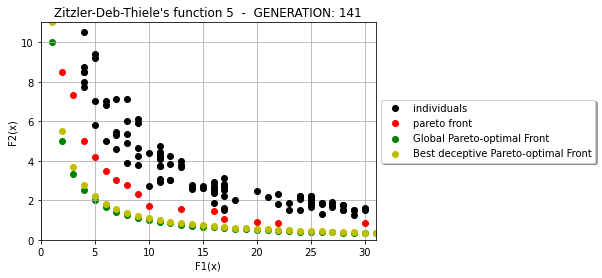 Zitzler-Deb-Thiele's function 5 - GENERATION: 141
10
8
6
4
2
0
F2(x)
0 5 10 15 20 25 30
F1(x)
individuals
pareto front
Global Pareto-optimal Front
Best deceptive Pareto-optimal Front